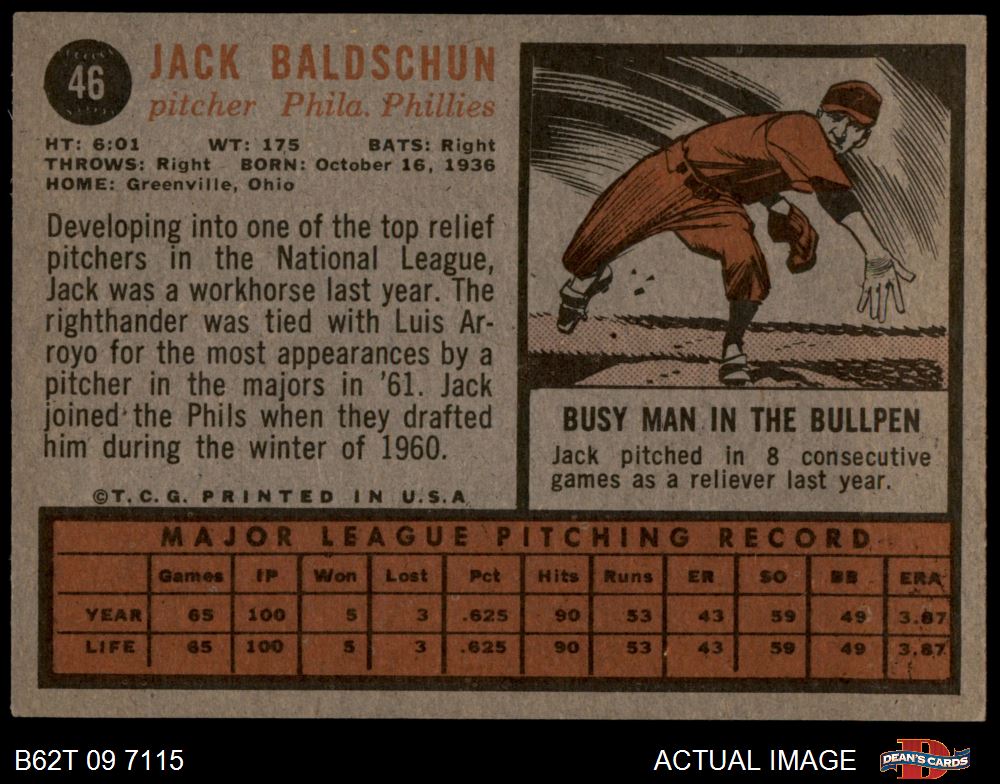 46
JACK BALDSCHUN
pitcher Phila. Phillies
HT: 6:01 WT: 175 BATS: Right
THROWS: Right BORN: October 16, 1936
HOME: Greenville, Ohio
Developing into one of the top relief
pitchers in the National League,
Jack was a workhorse last year. The
righthander was tied with Luis Ar-
royo for the most appearances by a
pitcher in the majors in '61. Jack
joined the Phils when they drafted
him during the winter of 1960.
©T.C.G. PRINTED IN U.S.A
BUSY MAN IN THE BULLPEN
Jack pitched in 8 consecutive
games as a reliever last year.
MAJOR LEAGUE PITCHING RECORD
Games IP Won Lost Pct Hits Runs ER SO BB ERA
YEAR 65 100 5 3 .625 90 53 43 59 49 3.87
LIFE 65 100 5 3 .625 90 53 43 59 49 3.87
B62T 09 7115 ACTUAL IMAGE DEAN'S CARDS